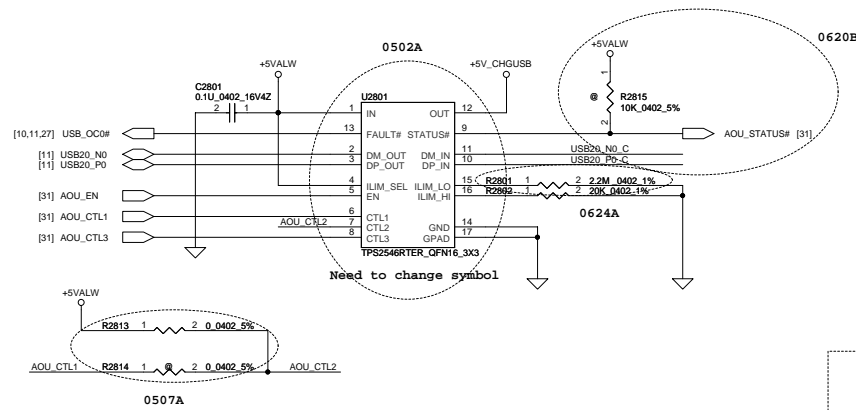 0502A
0620B
+5VALW
+5V_CHGUSB
+5VALW
C2801
0.1U_0402_16V4Z
2 1
U2801
1 IN OUT 12
1
@ R2815
10K_0402_5%
2
[10,11,27] USB_OC0# 13 FAULT# STATUS# 9 AOU_STATUS# [31]
[11] USB20_N0 2 DM_OUT DM_IN 11 USB20_N0_C
[11] USB20_P0 3 DP_OUT DP_IN 10 USB20_P0_C
4 ILIM_SEL ILIM_LO 15 R2801 1 2 2.2M_0402_1%
[31] AOU_EN 5 EN ILIM_HI 16 R2802 1 2 20K_0402_1%
0624A
[31] AOU_CTL1 6 CTL1
AOU_CTL2 7 CTL2 GND 14
[31] AOU_CTL3 8 CTL3 GPAD 17
TPS2546RTER_QFN16_3X3
Need to change symbol
+5VALW
R2813 1 2 0_0402_5%
AOU_CTL1 R2814 1 @ 2 0_0402_5% AOU_CTL2
0507A